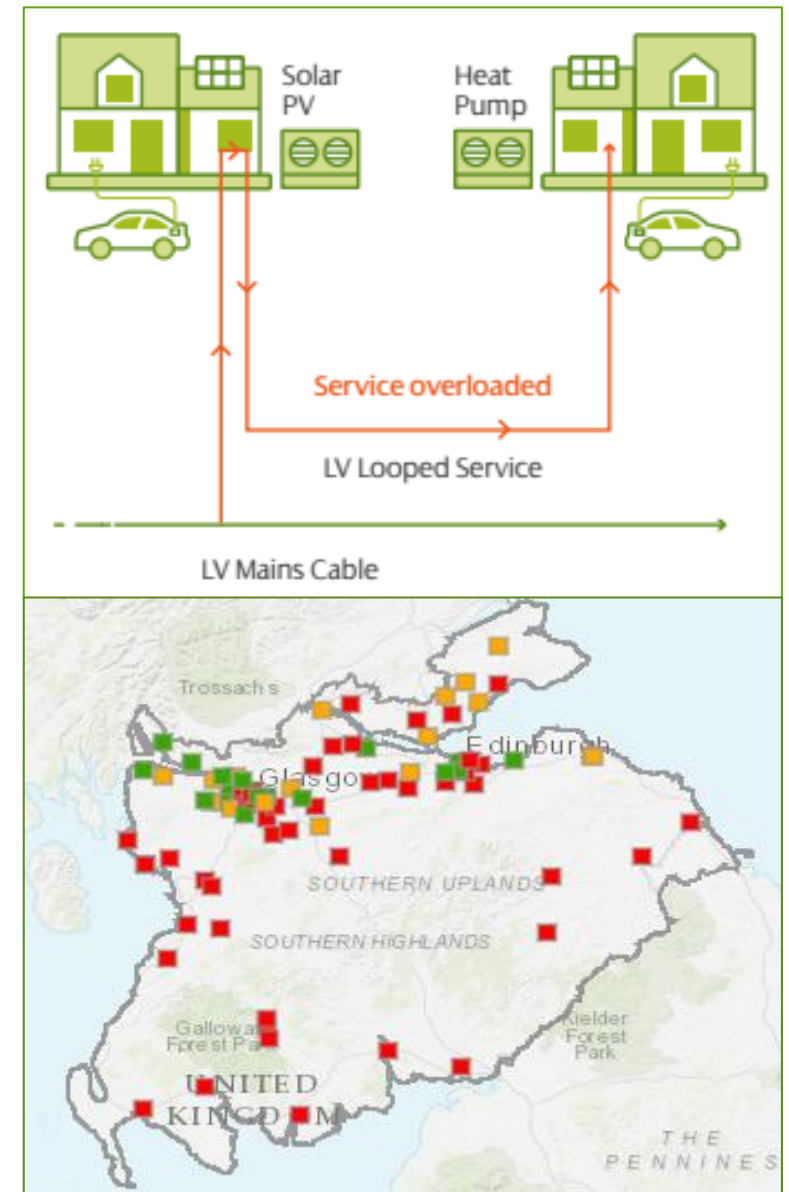 Solar
PV
Heat
Pump
Service overloaded
LV Looped Service
LV Mains Cable
Trossachs
Edinburgh
Glasgo
SOUTHERN UPLANDS
SOUTHERN HIGHLANDS
Galloway
Forest Park
Kielder
Forest
Park
UNITED
KINGDOM
THE
PENNINES